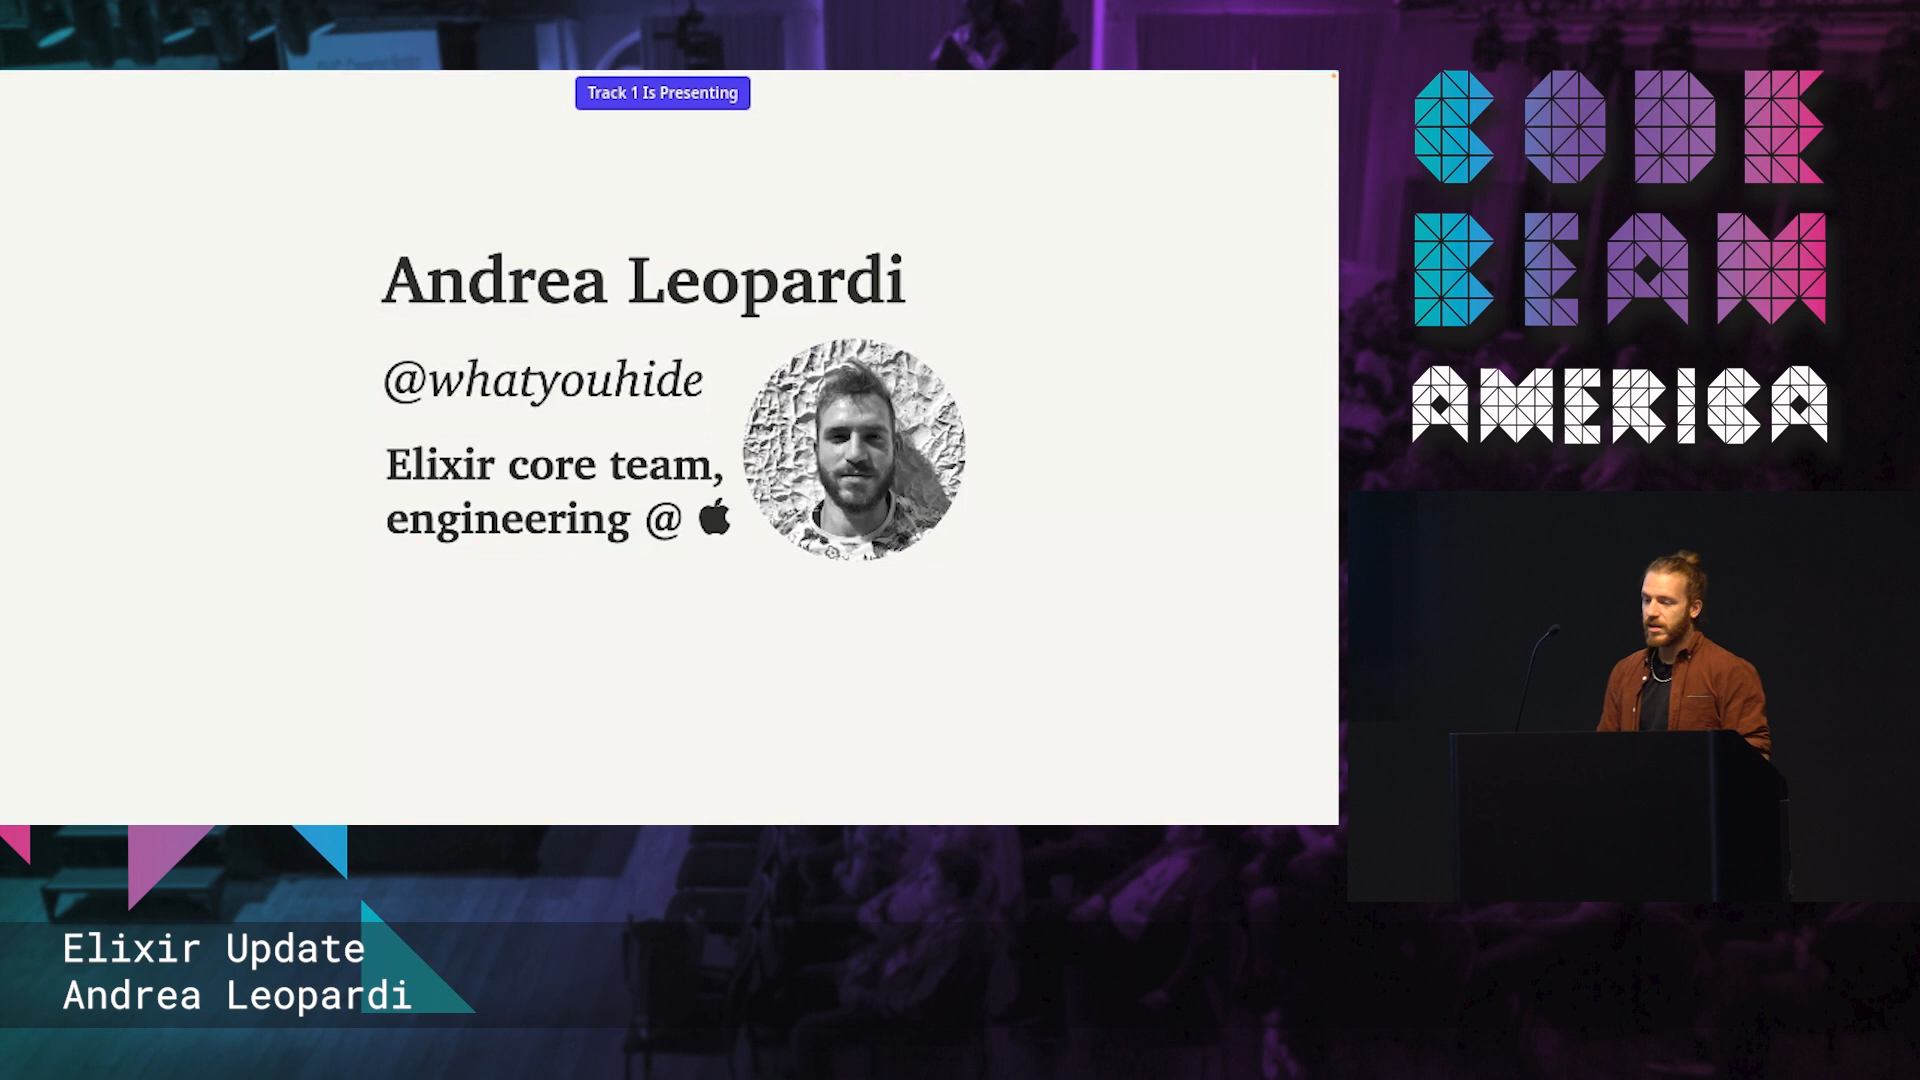 Track 1 Is Presenting
Andrea Leopardi
@whatyouhide
Elixir core team,
engineering @
CODE
BEAM
AMERICA
Elixir Update
Andrea Leopardi